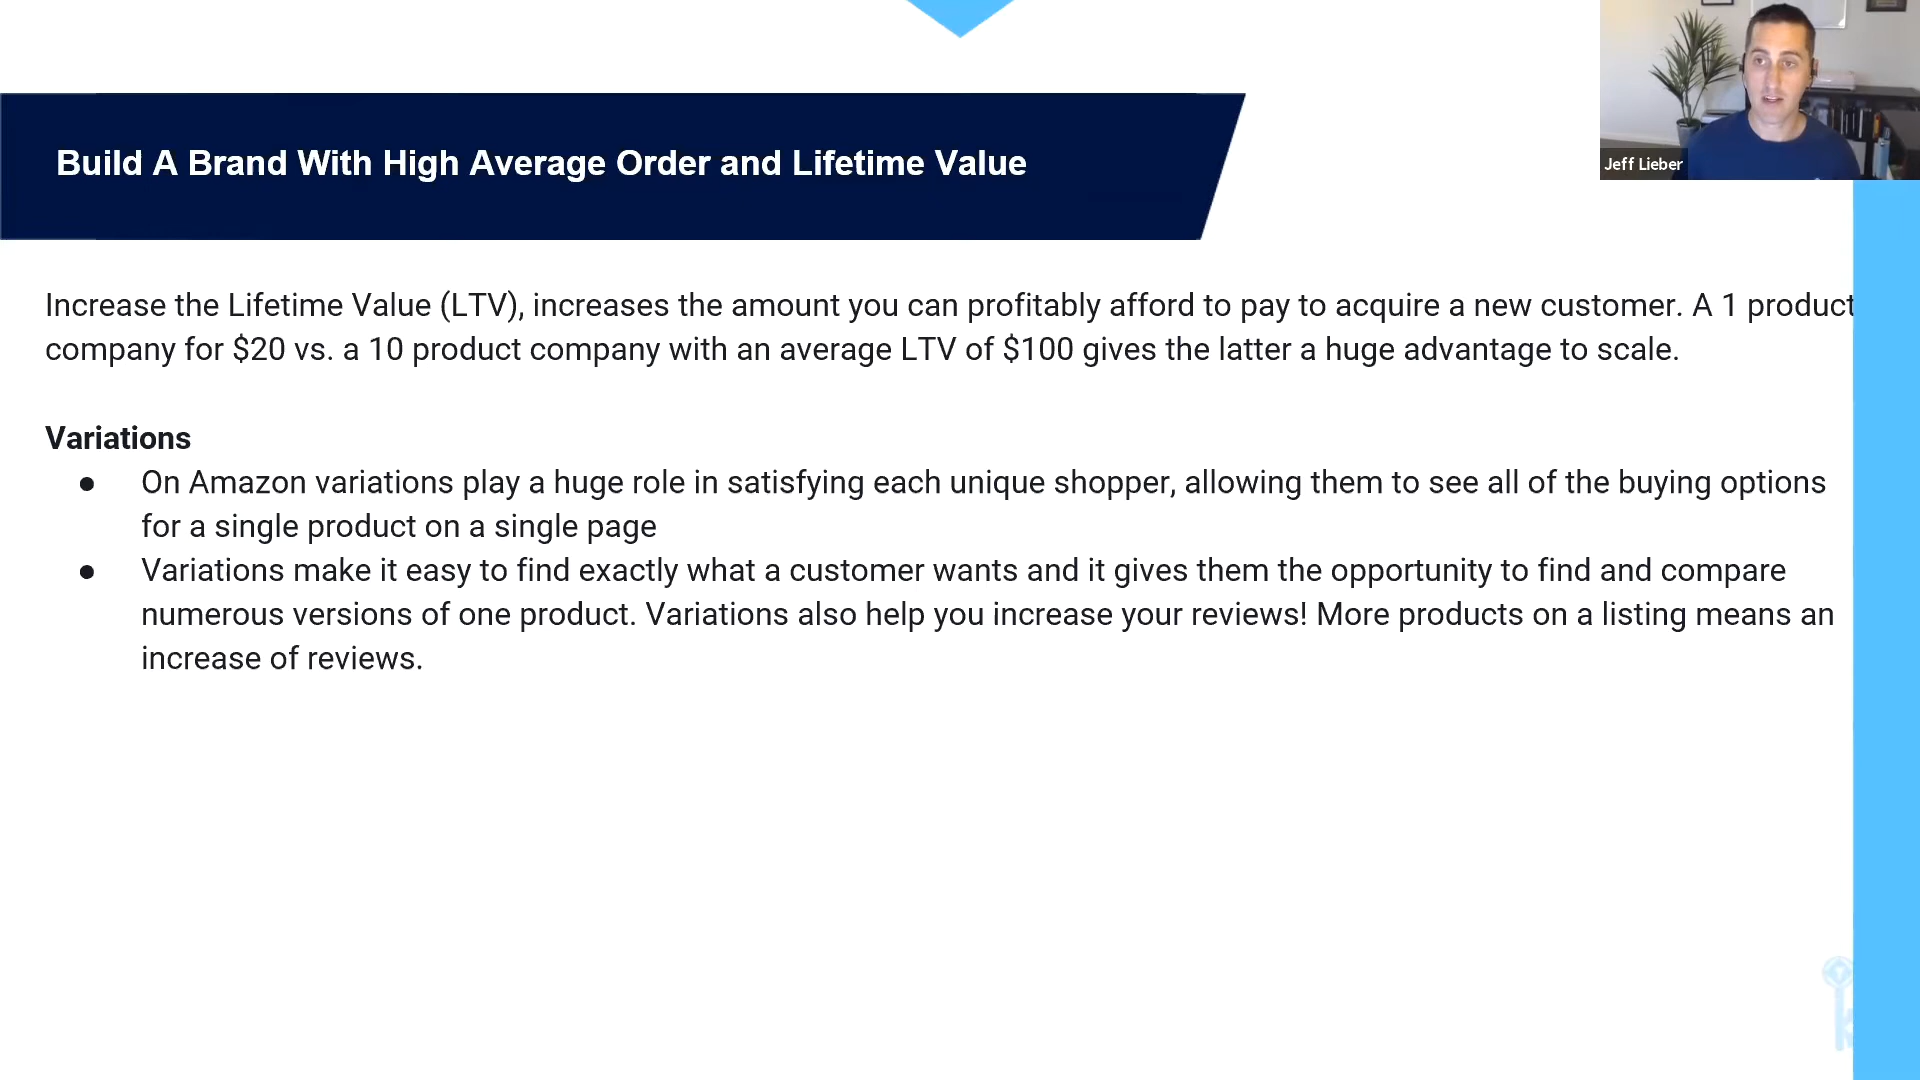 Build A Brand With High Average Order and Lifetime Value
Jeff Lieber
Increase the Lifetime Value (LTV), increases the amount you can profitably afford to pay to acquire a new customer. A 1 product
company for $20 vs. a 10 product company with an average LTV of $100 gives the latter a huge advantage to scale.
Variations
● On Amazon variations play a huge role in satisfying each unique shopper, allowing them to see all of the buying options
for a single product on a single page
● Variations make it easy to find exactly what a customer wants and it gives them the opportunity to find and compare
numerous versions of one product. Variations also help you increase your reviews! More products on a listing means an
increase of reviews.